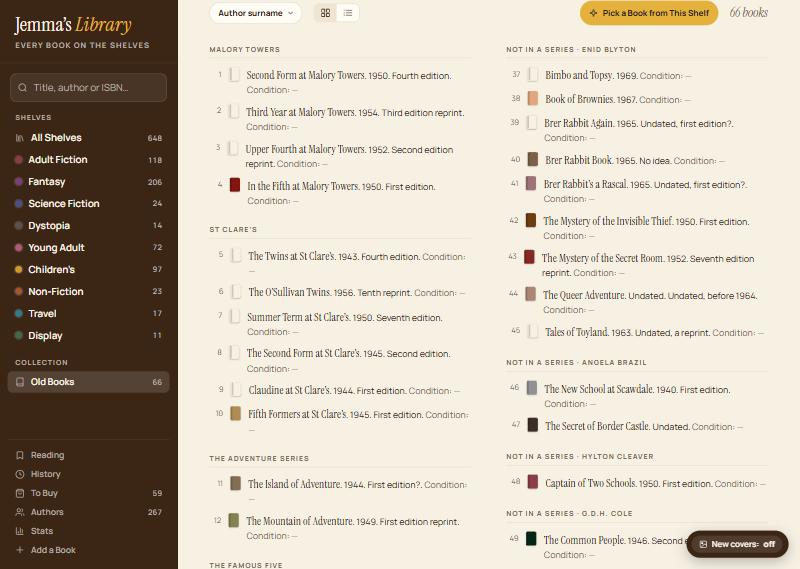 Jemma's Library
EVERY BOOK ON THE SHELVES
Title, author or ISBN...
SHELVES
All Shelves 648
Adult Fiction 118
Fantasy 206
Science Fiction 24
Dystopia 14
Young Adult 72
Children's 97
Non-Fiction 23
Travel 17
Display 11
COLLECTION
Old Books 66
Reading
History
To Buy 59
Authors 267
Stats
Add a Book
Author surname
Pick a Book from This Shelf
66 books
MALORY TOWERS
1 Second Form at Malory Towers. 1950. Fourth edition.
Condition: —
2 Third Year at Malory Towers. 1954. Third edition reprint.
Condition: —
3 Upper Fourth at Malory Towers. 1952. Second edition
reprint. Condition: —
4 In the Fifth at Malory Towers. 1950. First edition.
Condition: —
ST CLARE'S
5 The Twins at St Clare's. 1943. Fourth edition. Condition:
—
6 The O'Sullivan Twins. 1956. Tenth reprint. Condition: —
7 Summer Term at St Clare's. 1950. Seventh edition.
Condition: —
8 The Second Form at St Clare's. 1945. Second edition.
Condition: —
9 Claudine at St Clare's. 1944. First edition. Condition: —
10 Fifth Formers at St Clare's. 1945. First edition. Condition:
—
THE ADVENTURE SERIES
11 The Island of Adventure. 1944. First edition?. Condition:
—
12 The Mountain of Adventure. 1949. First edition reprint.
Condition: —
THE FAMOUS FIVE
NOT IN A SERIES · ENID BLYTON
37 Bimbo and Topsy. 1969. Condition: —
38 Book of Brownies. 1967. Condition: —
39 Brer Rabbit Again. 1965. Undated, first edition?.
Condition: —
40 Brer Rabbit Book. 1965. No idea. Condition: —
41 Brer Rabbit's a Rascal. 1965. Undated, first edition?.
Condition: —
42 The Mystery of the Invisible Thief. 1950. First edition.
Condition: —
43 The Mystery of the Secret Room. 1952. Seventh edition
reprint. Condition: —
44 The Queer Adventure. Undated. Undated, before 1964.
Condition: —
45 Tales of Toyland. 1963. Undated, a reprint. Condition: —
NOT IN A SERIES · ANGELA BRAZIL
46 The New School at Scawdale. 1940. First edition.
Condition: —
47 The Secret of Border Castle. Undated. Condition: —
NOT IN A SERIES · HYLTON CLEAVER
48 Captain of Two Schools. 1950. First edition. Condition: —
NOT IN A SERIES · G.D.H. COLE
49 The Common People. 1946. Second
Condition: —
New covers: off